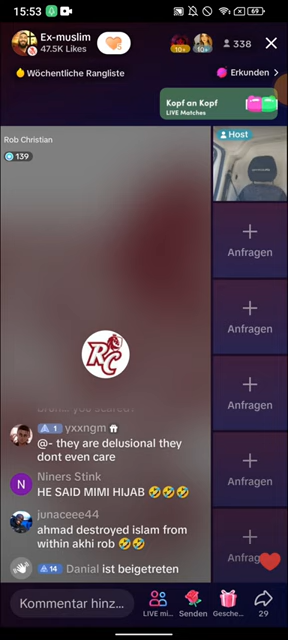 15:53
69
Ex-muslim
47.5K Likes
10+
10+
338
Wöchentliche Rangliste
Erkunden >
Kopf an Kopf
LIVE Matches
Rob Christian
139
Host
RC
Anfragen
Anfragen
Anfragen
Anfragen
Anfrag
1 yxxngm
@- they are delusional they
dont even care
N
Niners Stink
HE SAID MIMI HIJAB 🤣🤣🤣
junaceee44
ahmad destroyed islam from
within akhi rob 🤣🤣
14 Danial ist beigetreten
Kommentar hinz...
LIVE mi...
Senden
Gesche...
29